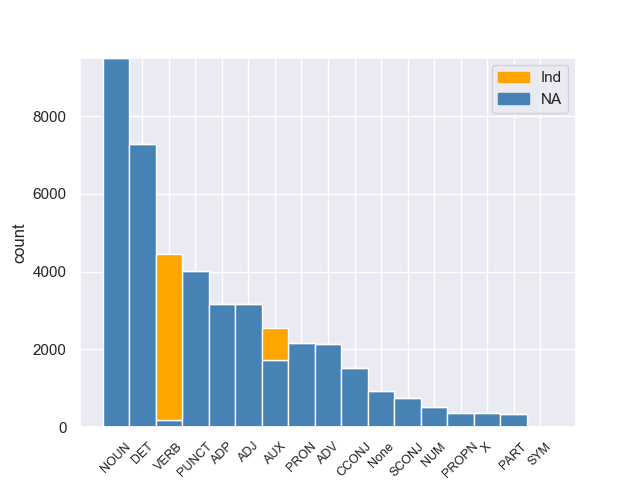 Ind
NA
count
8000
6000
4000
2000
0
NOUN
DET
VERB
PUNCT
ADP
ADJ
AUX
PRON
ADV
CCONJ
None
SCONJ
NUM
PROPN
X
PART
SYM